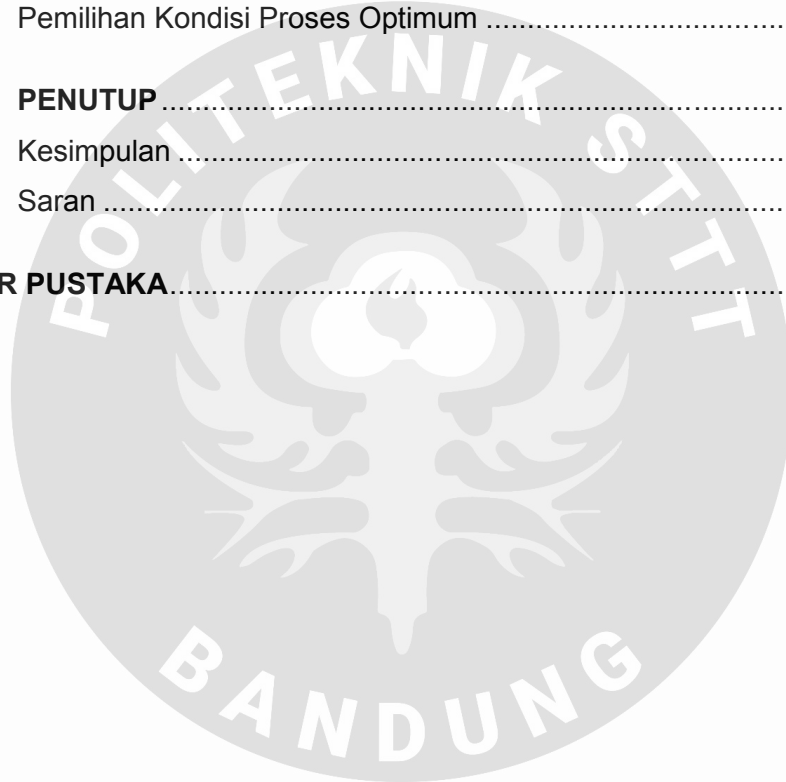 Pemilihan Kondisi Proses Optimum ....................................
PENUTUP ............................................................................
Kesimpulan ..........................................................................
Saran ...................................................................................
R PUSTAKA ..........................................................................
POLITEKNIK STTT
BANDUNG